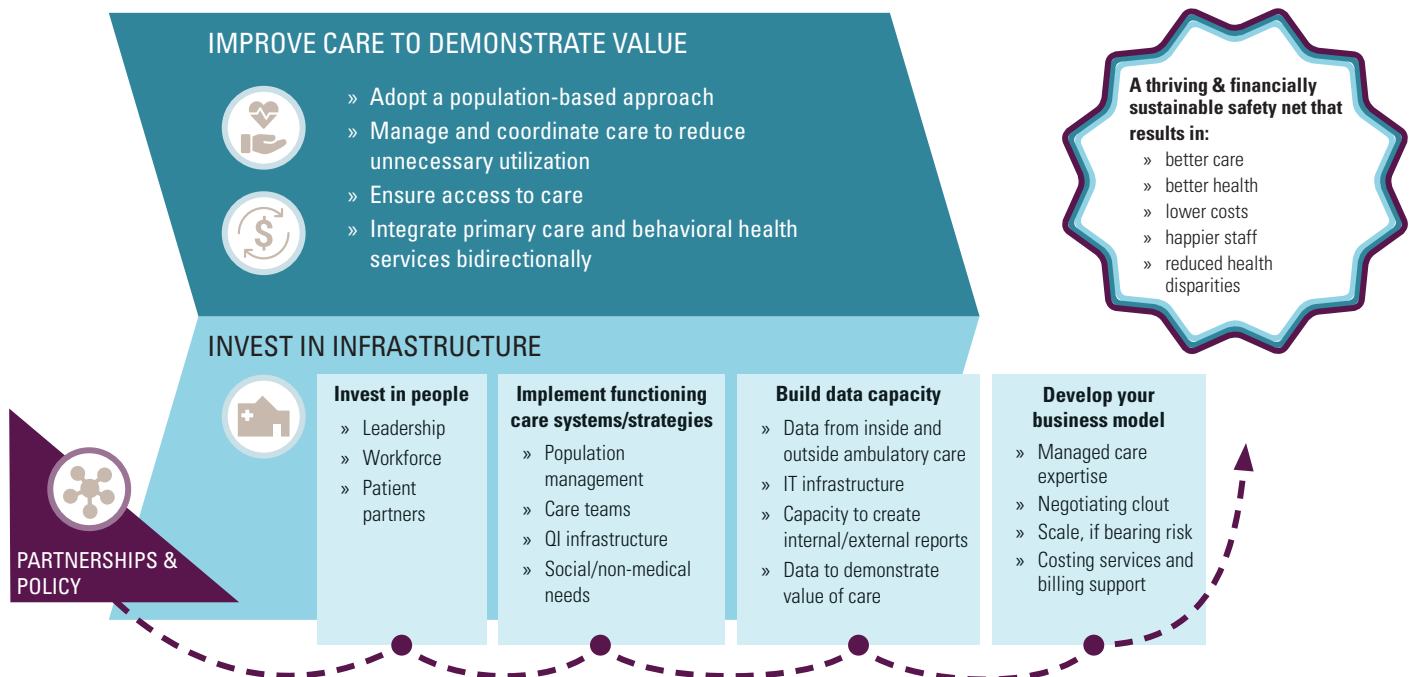 IMPROVE CARE TO DEMONSTRATE VALUE
» Adopt a population-based approach
» Manage and coordinate care to reduce
unnecessary utilization
» Ensure access to care
» Integrate primary care and behavioral health
services bidirectionally
A thriving & financially
sustainable safety net that
results in:
» better care
» better health
» lower costs
» happier staff
» reduced health
disparities
INVEST IN INFRASTRUCTURE
Invest in people
» Leadership
» Workforce
» Patient
partners
Implement functioning
care systems/strategies
» Population
management
» Care teams
» QI infrastructure
» Social/non-medical
needs
Build data capacity
» Data from inside and
outside ambulatory care
» IT infrastructure
» Capacity to create
internal/external reports
» Data to demonstrate
value of care
Develop your
business model
» Managed care
expertise
» Negotiating clout
» Scale, if bearing risk
» Costing services and
billing support
PARTNERSHIPS &
POLICY
$